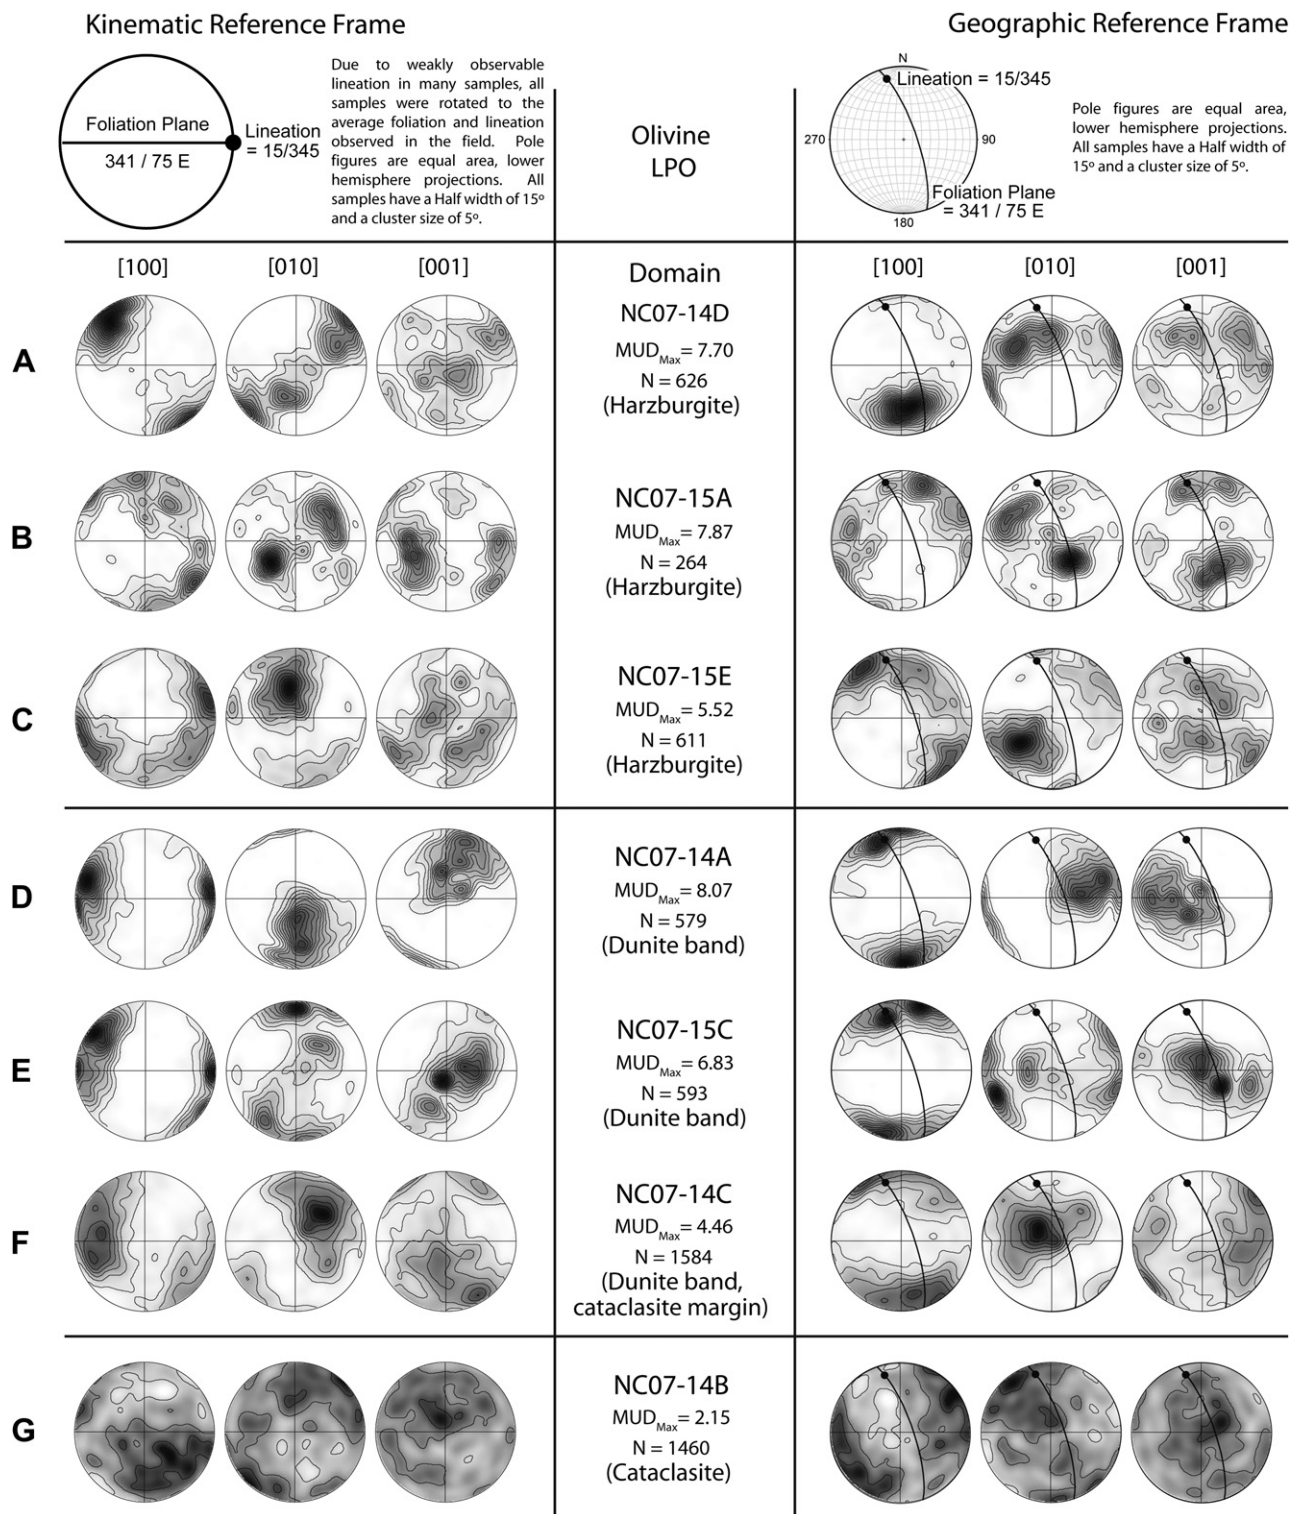 Kinematic Reference Frame
Geographic Reference Frame
Foliation Plane
341 / 75 E
Lineation
= 15/345
Due to weakly observable
lineation in many samples, all
samples were rotated to the
average foliation and lineation
observed in the field. Pole
figures are equal area, lower
hemisphere projections. All
samples have a Half width of 15º
and a cluster size of 5º.
Olivine
LPO
N
Lineation = 15/345
270
90
Foliation Plane
= 341 / 75 E
180
Pole figures are equal area,
lower hemisphere projections.
All samples have a Half width of
15º and a cluster size of 5º.
[100]
[010]
[001]
Domain
[100]
[010]
[001]
A
NC07-14D
MUDMax= 7.70
N = 626
(Harzburgite)
B
NC07-15A
MUDMax= 7.87
N = 264
(Harzburgite)
C
NC07-15E
MUDMax= 5.52
N = 611
(Harzburgite)
D
NC07-14A
MUDMax= 8.07
N = 579
(Dunite band)
E
NC07-15C
MUDMax= 6.83
N = 593
(Dunite band)
F
NC07-14C
MUDMax= 4.46
N = 1584
(Dunite band,
cataclasite margin)
G
NC07-14B
MUDMax= 2.15
N = 1460
(Cataclasite)